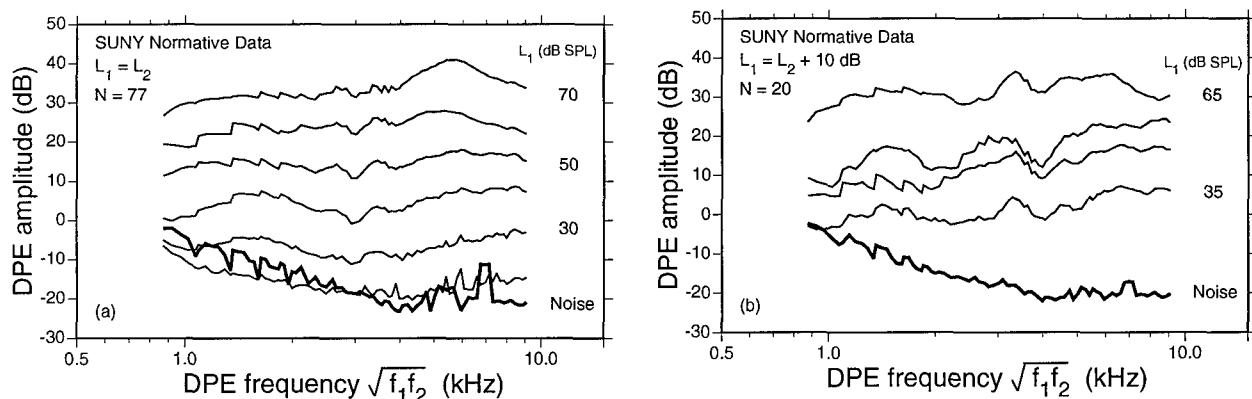 50
40
30
20
10
0
-10
-20
-30
DPE amplitude (dB)
SUNY Normative Data
L₁ = L₂
N = 77
L₁ (dB SPL)
70
50
30
Noise
(a)
0.5
1.0
10.0
DPE frequency √f₁f₂ (kHz)
50
40
30
20
10
0
-10
-20
-30
DPE amplitude (dB)
SUNY Normative Data
L₁ = L₂ + 10 dB
N = 20
L₁ (dB SPL)
65
35
Noise
(b)
0.5
1.0
10.0
DPE frequency √f₁f₂ (kHz)